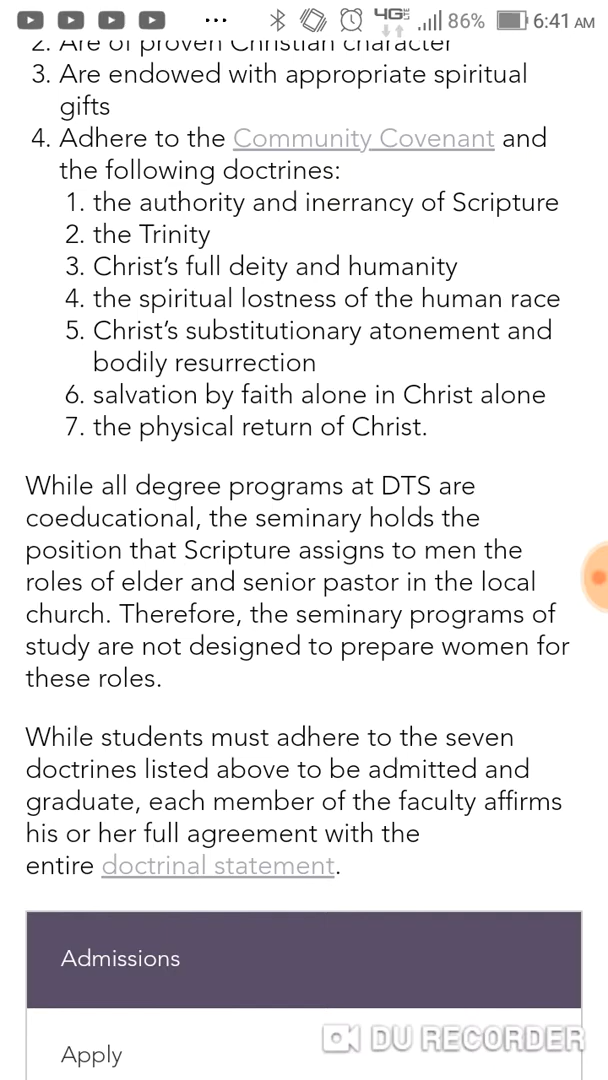 4G 86% 6:41 AM
2. Are of proven Christian character
3. Are endowed with appropriate spiritual
gifts
4. Adhere to the Community Covenant and
the following doctrines:
1. the authority and inerrancy of Scripture
2. the Trinity
3. Christ’s full deity and humanity
4. the spiritual lostness of the human race
5. Christ’s substitutionary atonement and
bodily resurrection
6. salvation by faith alone in Christ alone
7. the physical return of Christ.
While all degree programs at DTS are
coeducational, the seminary holds the
position that Scripture assigns to men the
roles of elder and senior pastor in the local
church. Therefore, the seminary programs of
study are not designed to prepare women for
these roles.
While students must adhere to the seven
doctrines listed above to be admitted and
graduate, each member of the faculty affirms
his or her full agreement with the
entire doctrinal statement.
Admissions
Apply
DU RECORDER